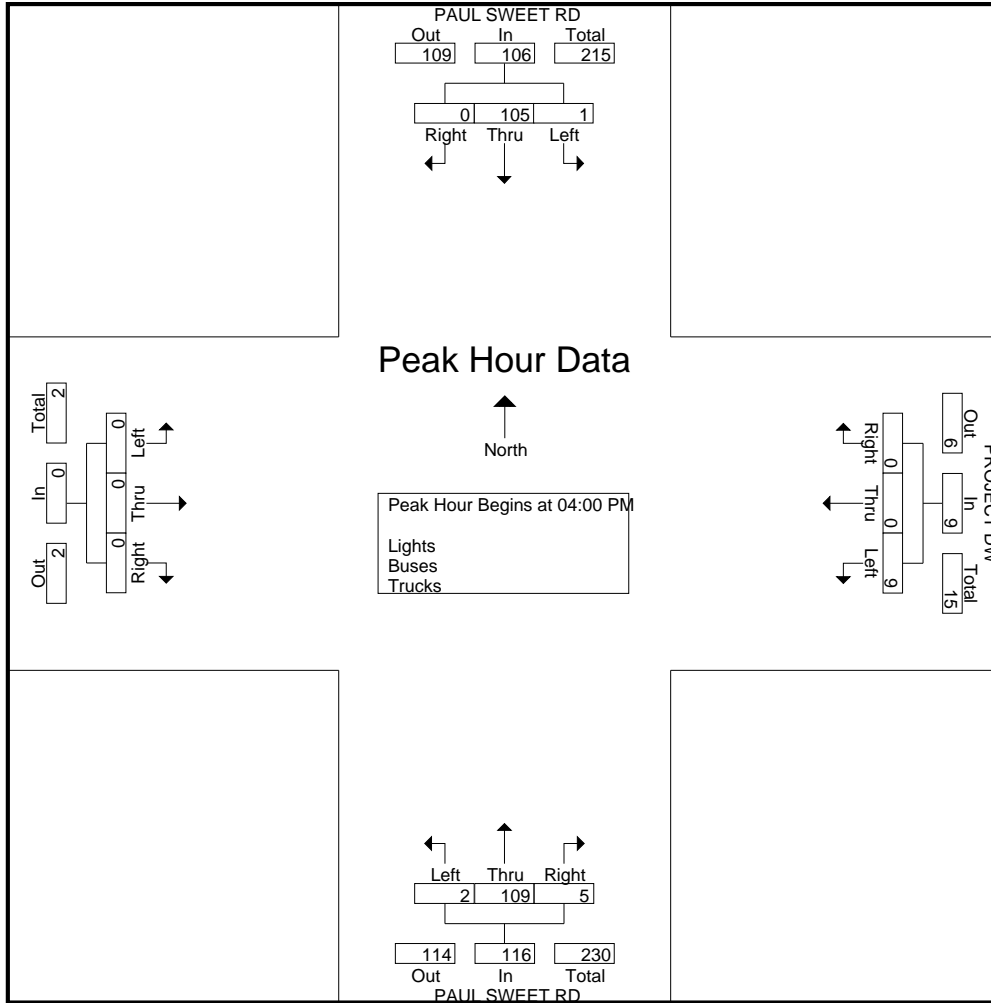 PAUL SWEET RD
Out In Total
109 106 215
0 105 1
Right Thru Left
Peak Hour Data
North
Peak Hour Begins at 04:00 PM
Lights
Buses
Trucks
Total In Out
2 0 2
0 0 0
Left Thru Right
PROJECT DW
Out In Total
6 9 15
0 0 9
Right Thru Left
Left Thru Right
2 109 5
114 116 230
Out In Total
PAUL SWEET RD